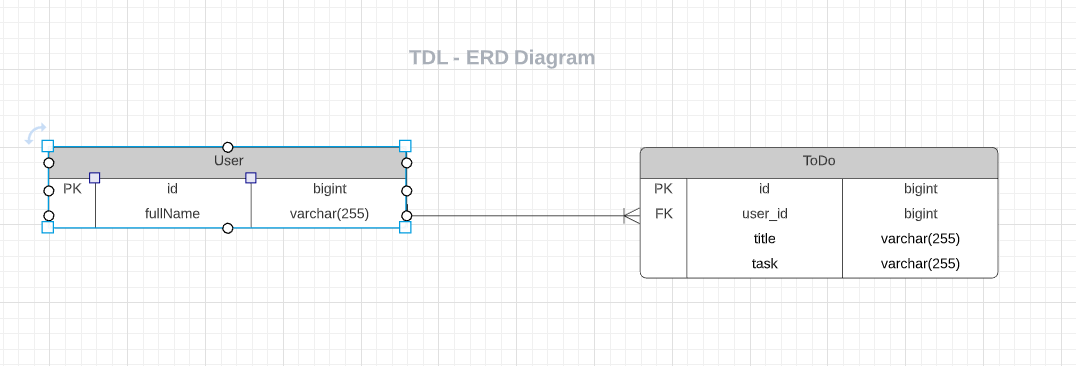 TDL - ERD Diagram
User
PK id bigint
fullName varchar(255)
ToDo
PK id bigint
FK user_id bigint
title varchar(255)
task varchar(255)